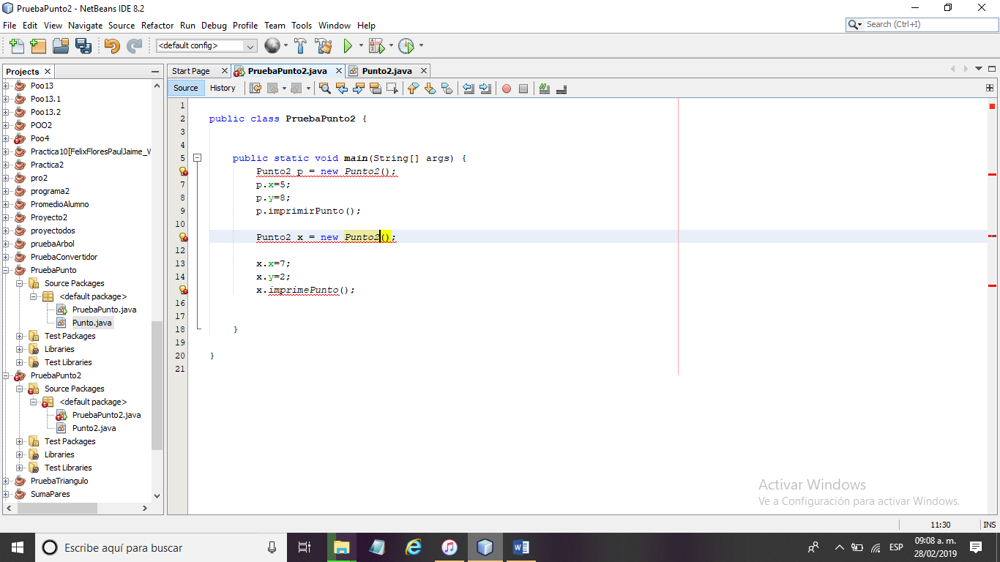 PruebaPunto2 - NetBeans IDE 8.2
File Edit View Navigate Source Refactor Run Debug Profile Team Tools Window Help
Search (Ctrl+I)
<default config>
Projects
Start Page PruebaPunto2.java Punto2.java
Source History
Poo13
Poo13.1
Poo13.2
POO2
Poo4
Practica10[FelixFloresPaulJaime_V
Practica2
pro2
programa2
PromedioAlumno
Proyecto2
proyectodos
pruebaArbol
PruebaConvertidor
PruebaPunto
Source Packages
<default package>
PruebaPunto.java
Punto.java
Test Packages
Libraries
Test Libraries
PruebaPunto2
Source Packages
<default package>
PruebaPunto2.java
Punto2.java
Test Packages
Libraries
Test Libraries
PruebaTriangulo
SumaPares
1
2 public class PruebaPunto2 {
3
4
5 public static void main(String[] args) {
Punto2 p = new Punto2();
7 p.x=5;
8 p.y=8;
9 p.imprimirPunto();
10
Punto2 x = new Punto2();
12
13 x.x=7;
14 x.y=2;
x.imprimePunto();
16
17
18 }
19
20 }
21
Activar Windows
Ve a Configuración para activar Windows.
11:30 INS
Escribe aquí para buscar
ESP
09:08 a. m.
28/02/2019